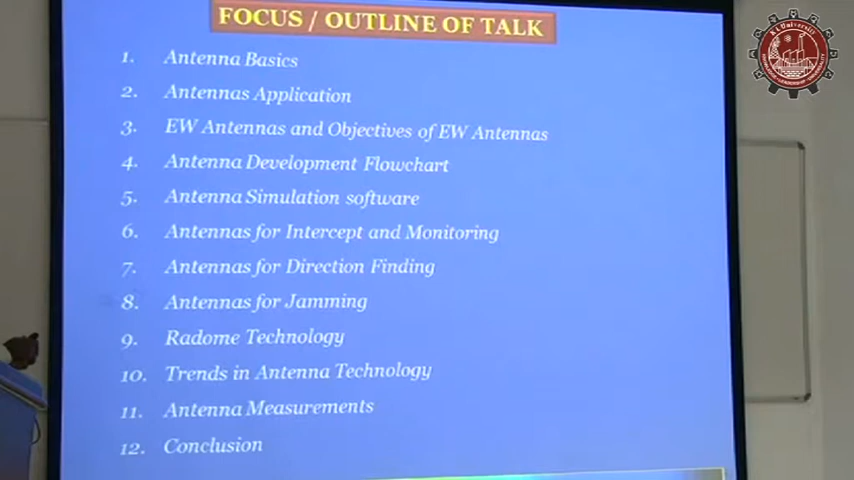 FOCUS / OUTLINE OF TALK
1. Antenna Basics
2. Antennas Application
3. EW Antennas and Objectives of EW Antennas
4. Antenna Development Flowchart
5. Antenna Simulation software
6. Antennas for Intercept and Monitoring
7. Antennas for Direction Finding
8. Antennas for Jamming
9. Radome Technology
10. Trends in Antenna Technology
11. Antenna Measurements
12. Conclusion
K L University